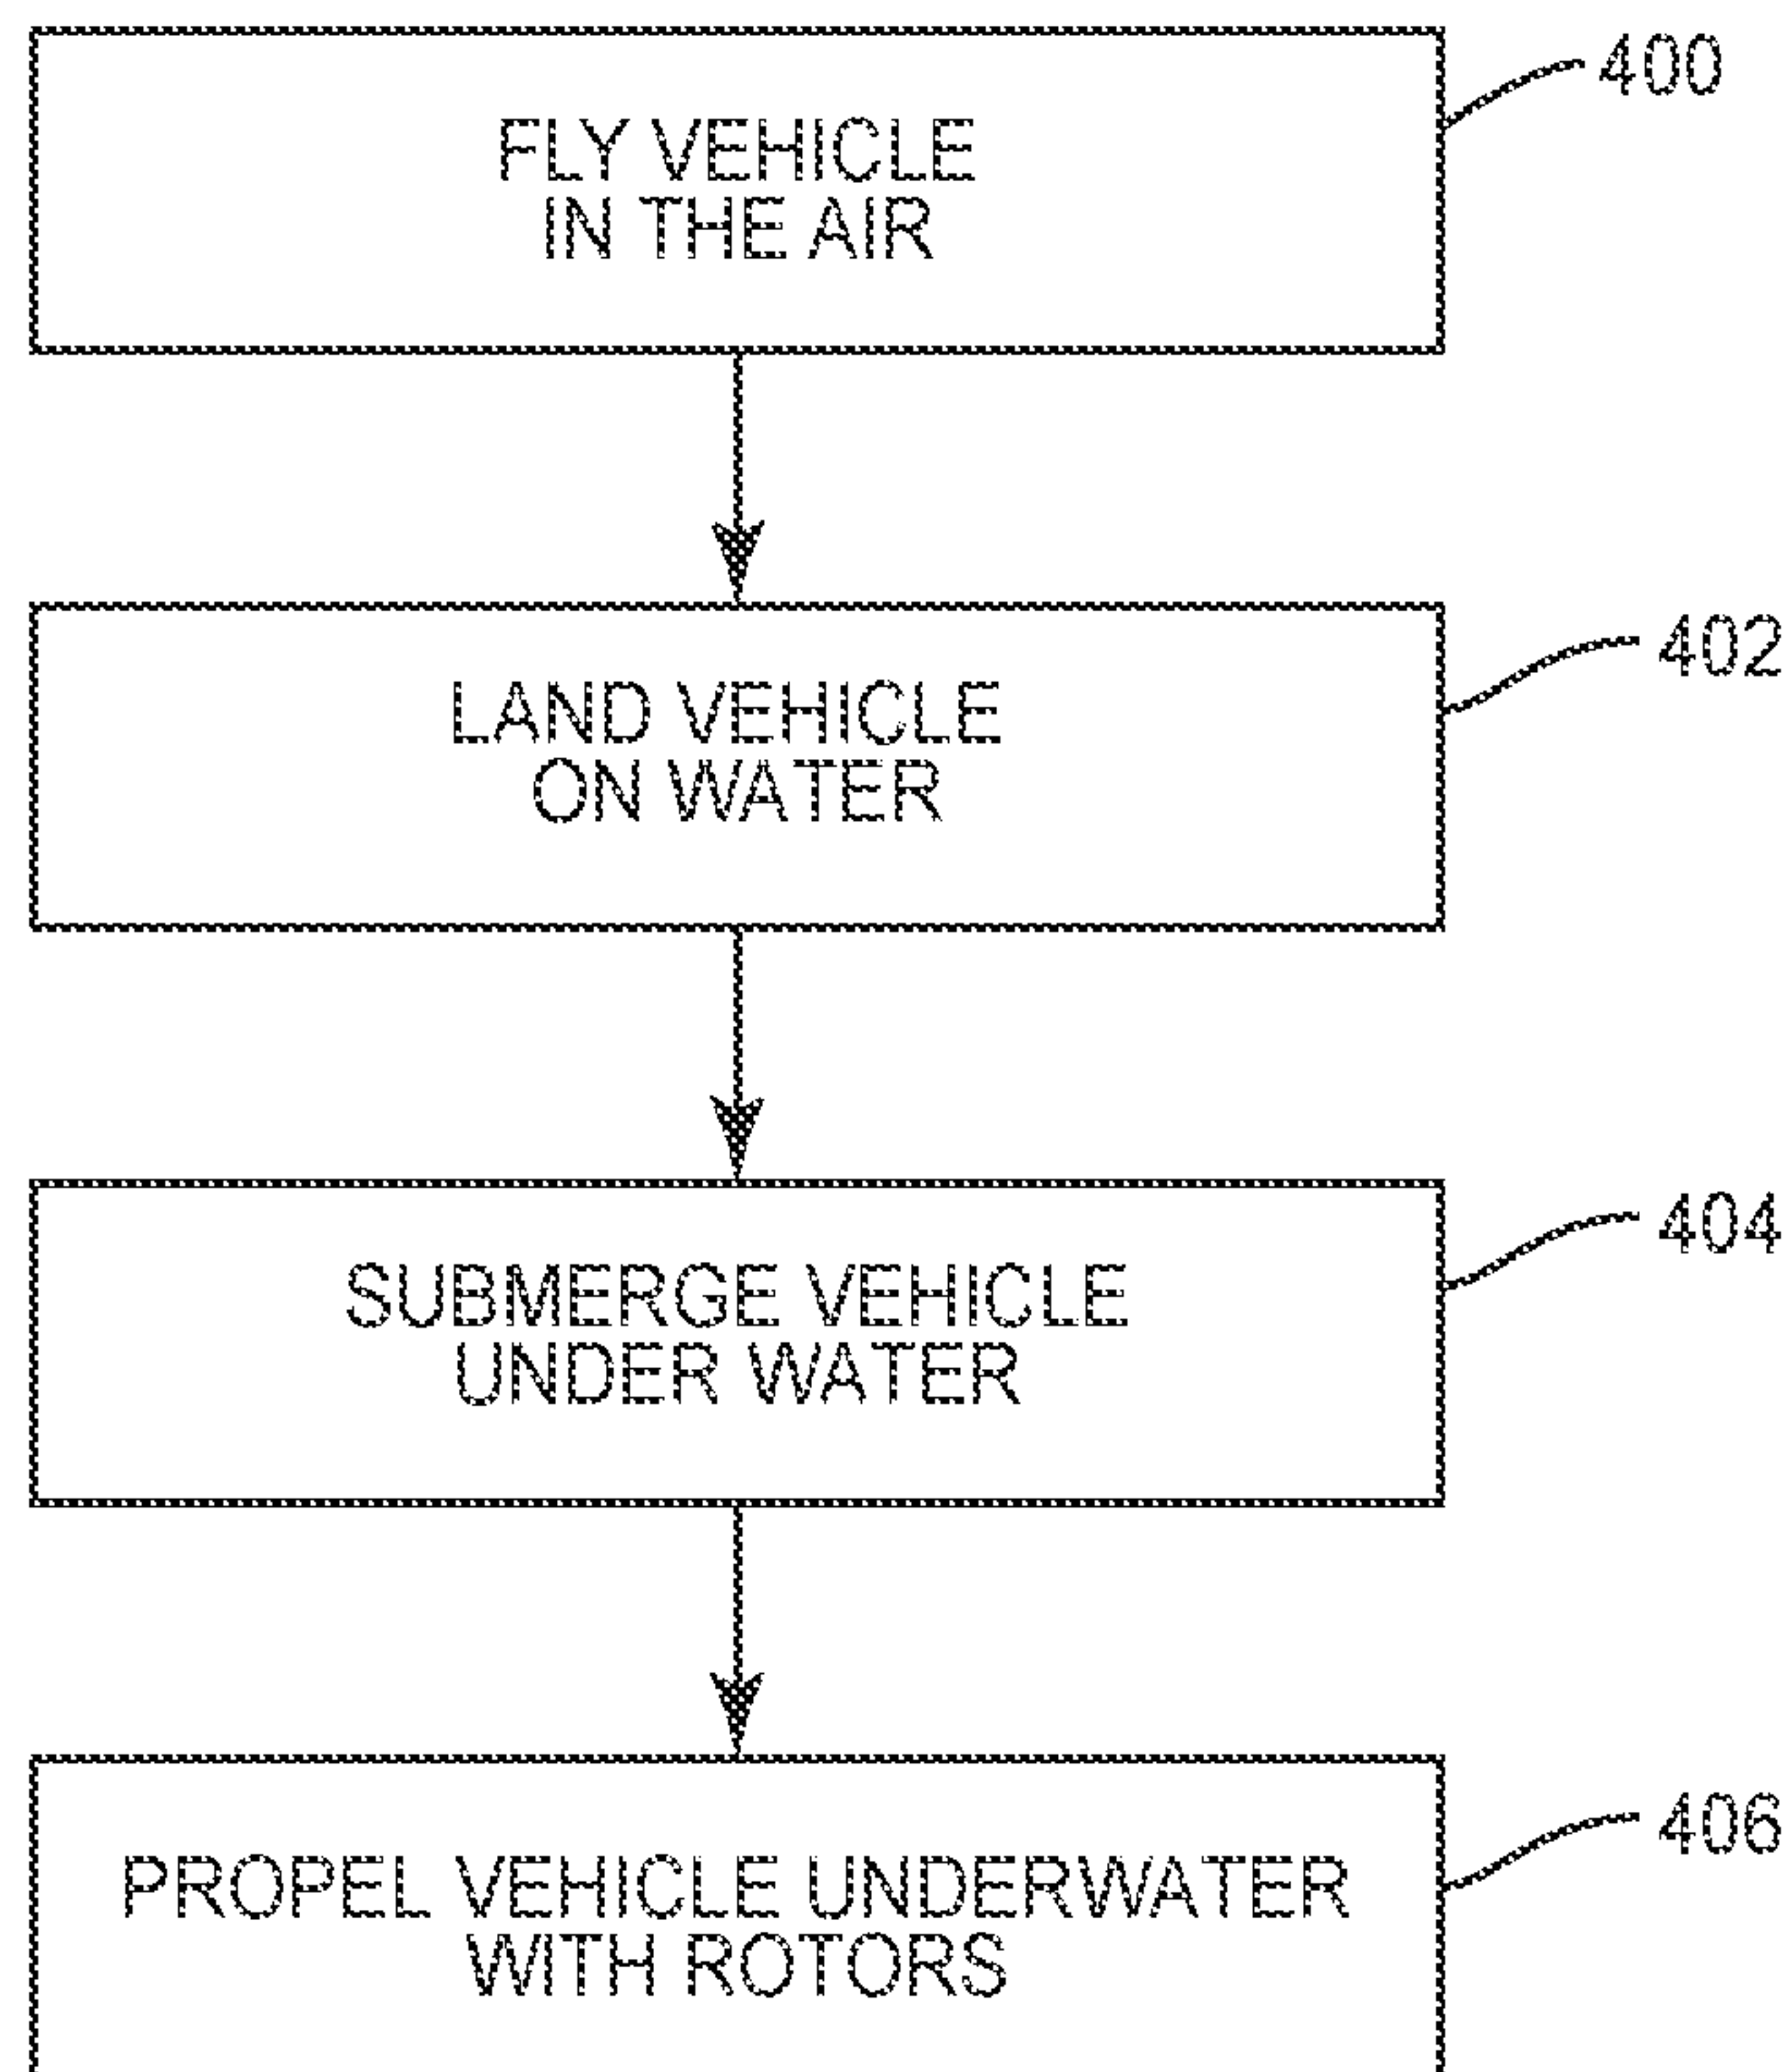 FLY VEHICLE
IN THE AIR
400
LAND VEHICLE
ON WATER
402
SUBMERGE VEHICLE
UNDER WATER
404
PROPEL VEHICLE UNDERWATER
WITH ROTORS
406